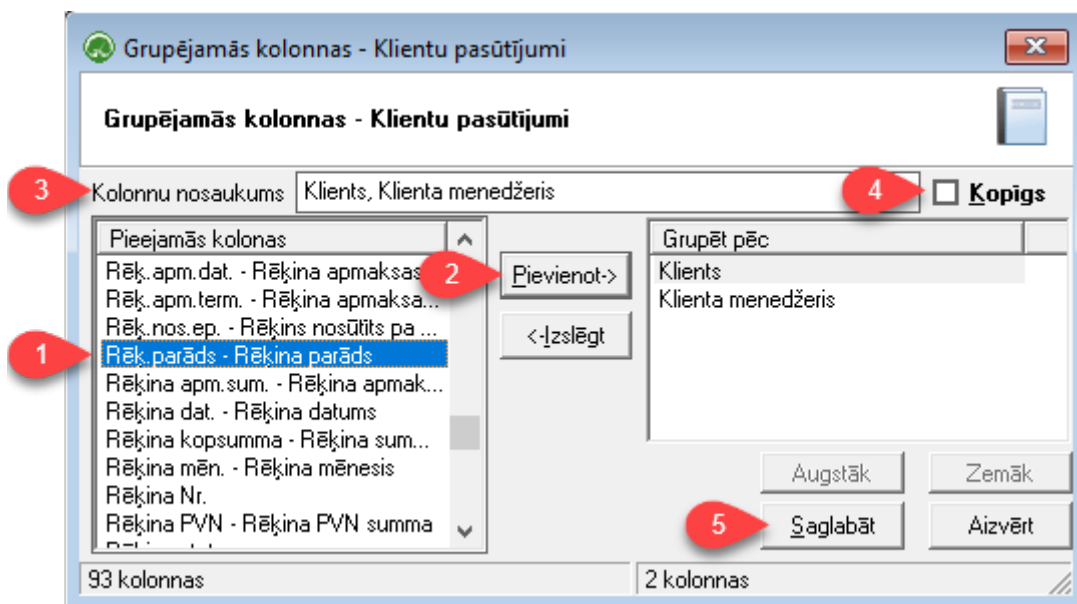 Grupējamās kolonnas - Klientu pasūtījumi
Grupējamās kolonnas - Klientu pasūtījumi
3 Kolonnu nosaukums Klients, Klienta menedžeris 4 Kopīgs
Pieejamās kolonas
Rēķ.apm.dat. - Rēķina apmaksas
Rēķ.apm.term. - Rēķina apmaksa...
Rēķ.nos.ep. - Rēķins nosūtīts pa ...
1 Rēķ.parāds - Rēķina parāds
Rēķina apm.sum. - Rēķina apmak...
Rēķina dat. - Rēķina datums
Rēķina kopsumma - Rēķina sum...
Rēķina mēn. - Rēķina mēnesis
Rēķina Nr.
Rēķina PVN - Rēķina PVN summa
2 Pievienot->
<-Izslēgt
Grupēt pēc
Klients
Klienta menedžeris
Augstāk Zemāk
5 Saglabāt Aizvērt
93 kolonnas 2 kolonnas